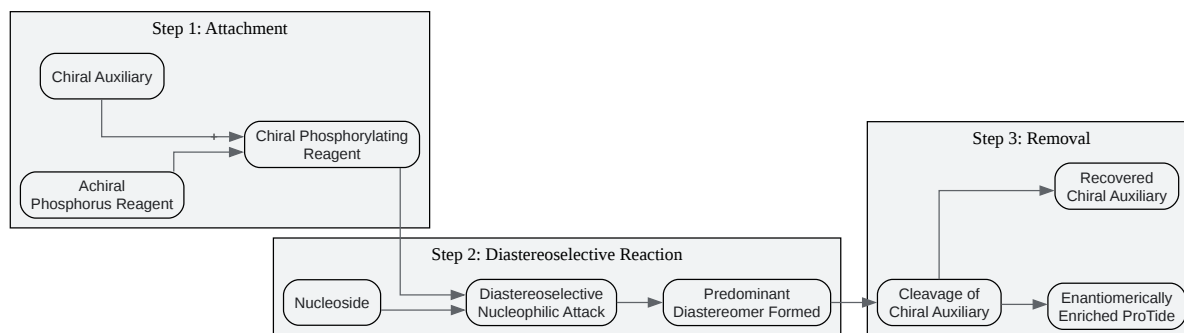 Step 1: Attachment
Chiral Auxiliary
+
Chiral Phosphorylating
Reagent
Achiral
Phosphorus Reagent
Step 2: Diastereoselective Reaction
Nucleoside
Diastereoselective
Nucleophilic Attack
Predominant
Diastereomer Formed
Step 3: Removal
Recovered
Chiral Auxiliary
Cleavage of
Chiral Auxiliary
Enantiomerically
Enriched ProTide